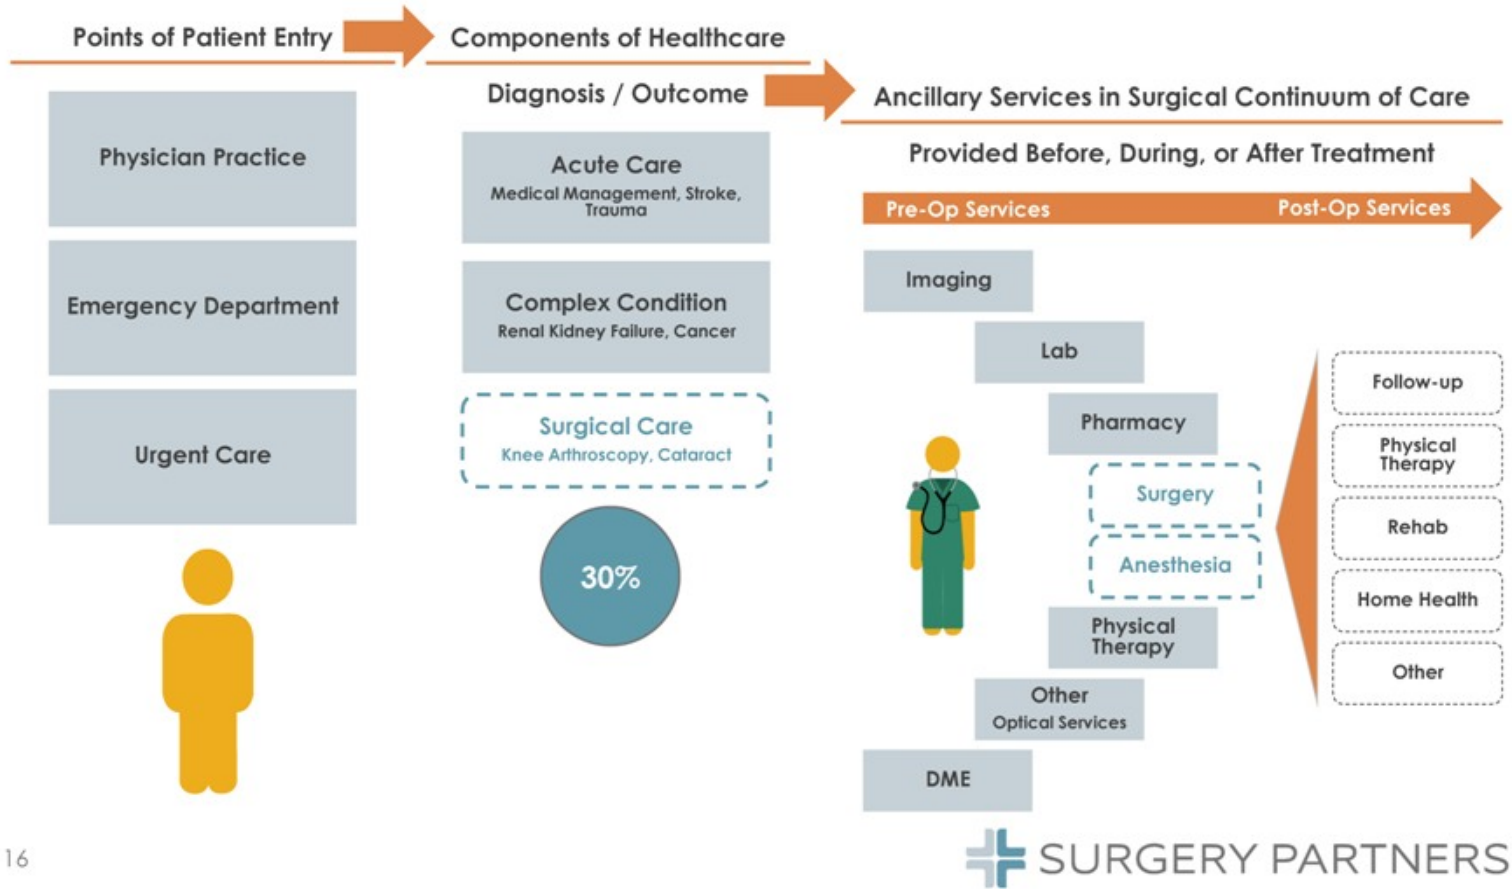 Points of Patient Entry
Components of Healthcare
Diagnosis / Outcome
Ancillary Services in Surgical Continuum of Care
Provided Before, During, or After Treatment
Physician Practice
Emergency Department
Urgent Care
Acute Care
Medical Management, Stroke,
Trauma
Complex Condition
Renal Kidney Failure, Cancer
Surgical Care
Knee Arthroscopy, Cataract
30%
Pre-Op Services
Post-Op Services
Imaging
Lab
Pharmacy
Surgery
Anesthesia
Physical
Therapy
Other
Optical Services
DME
Follow-up
Physical
Therapy
Rehab
Home Health
Other
16
SURGERY PARTNERS